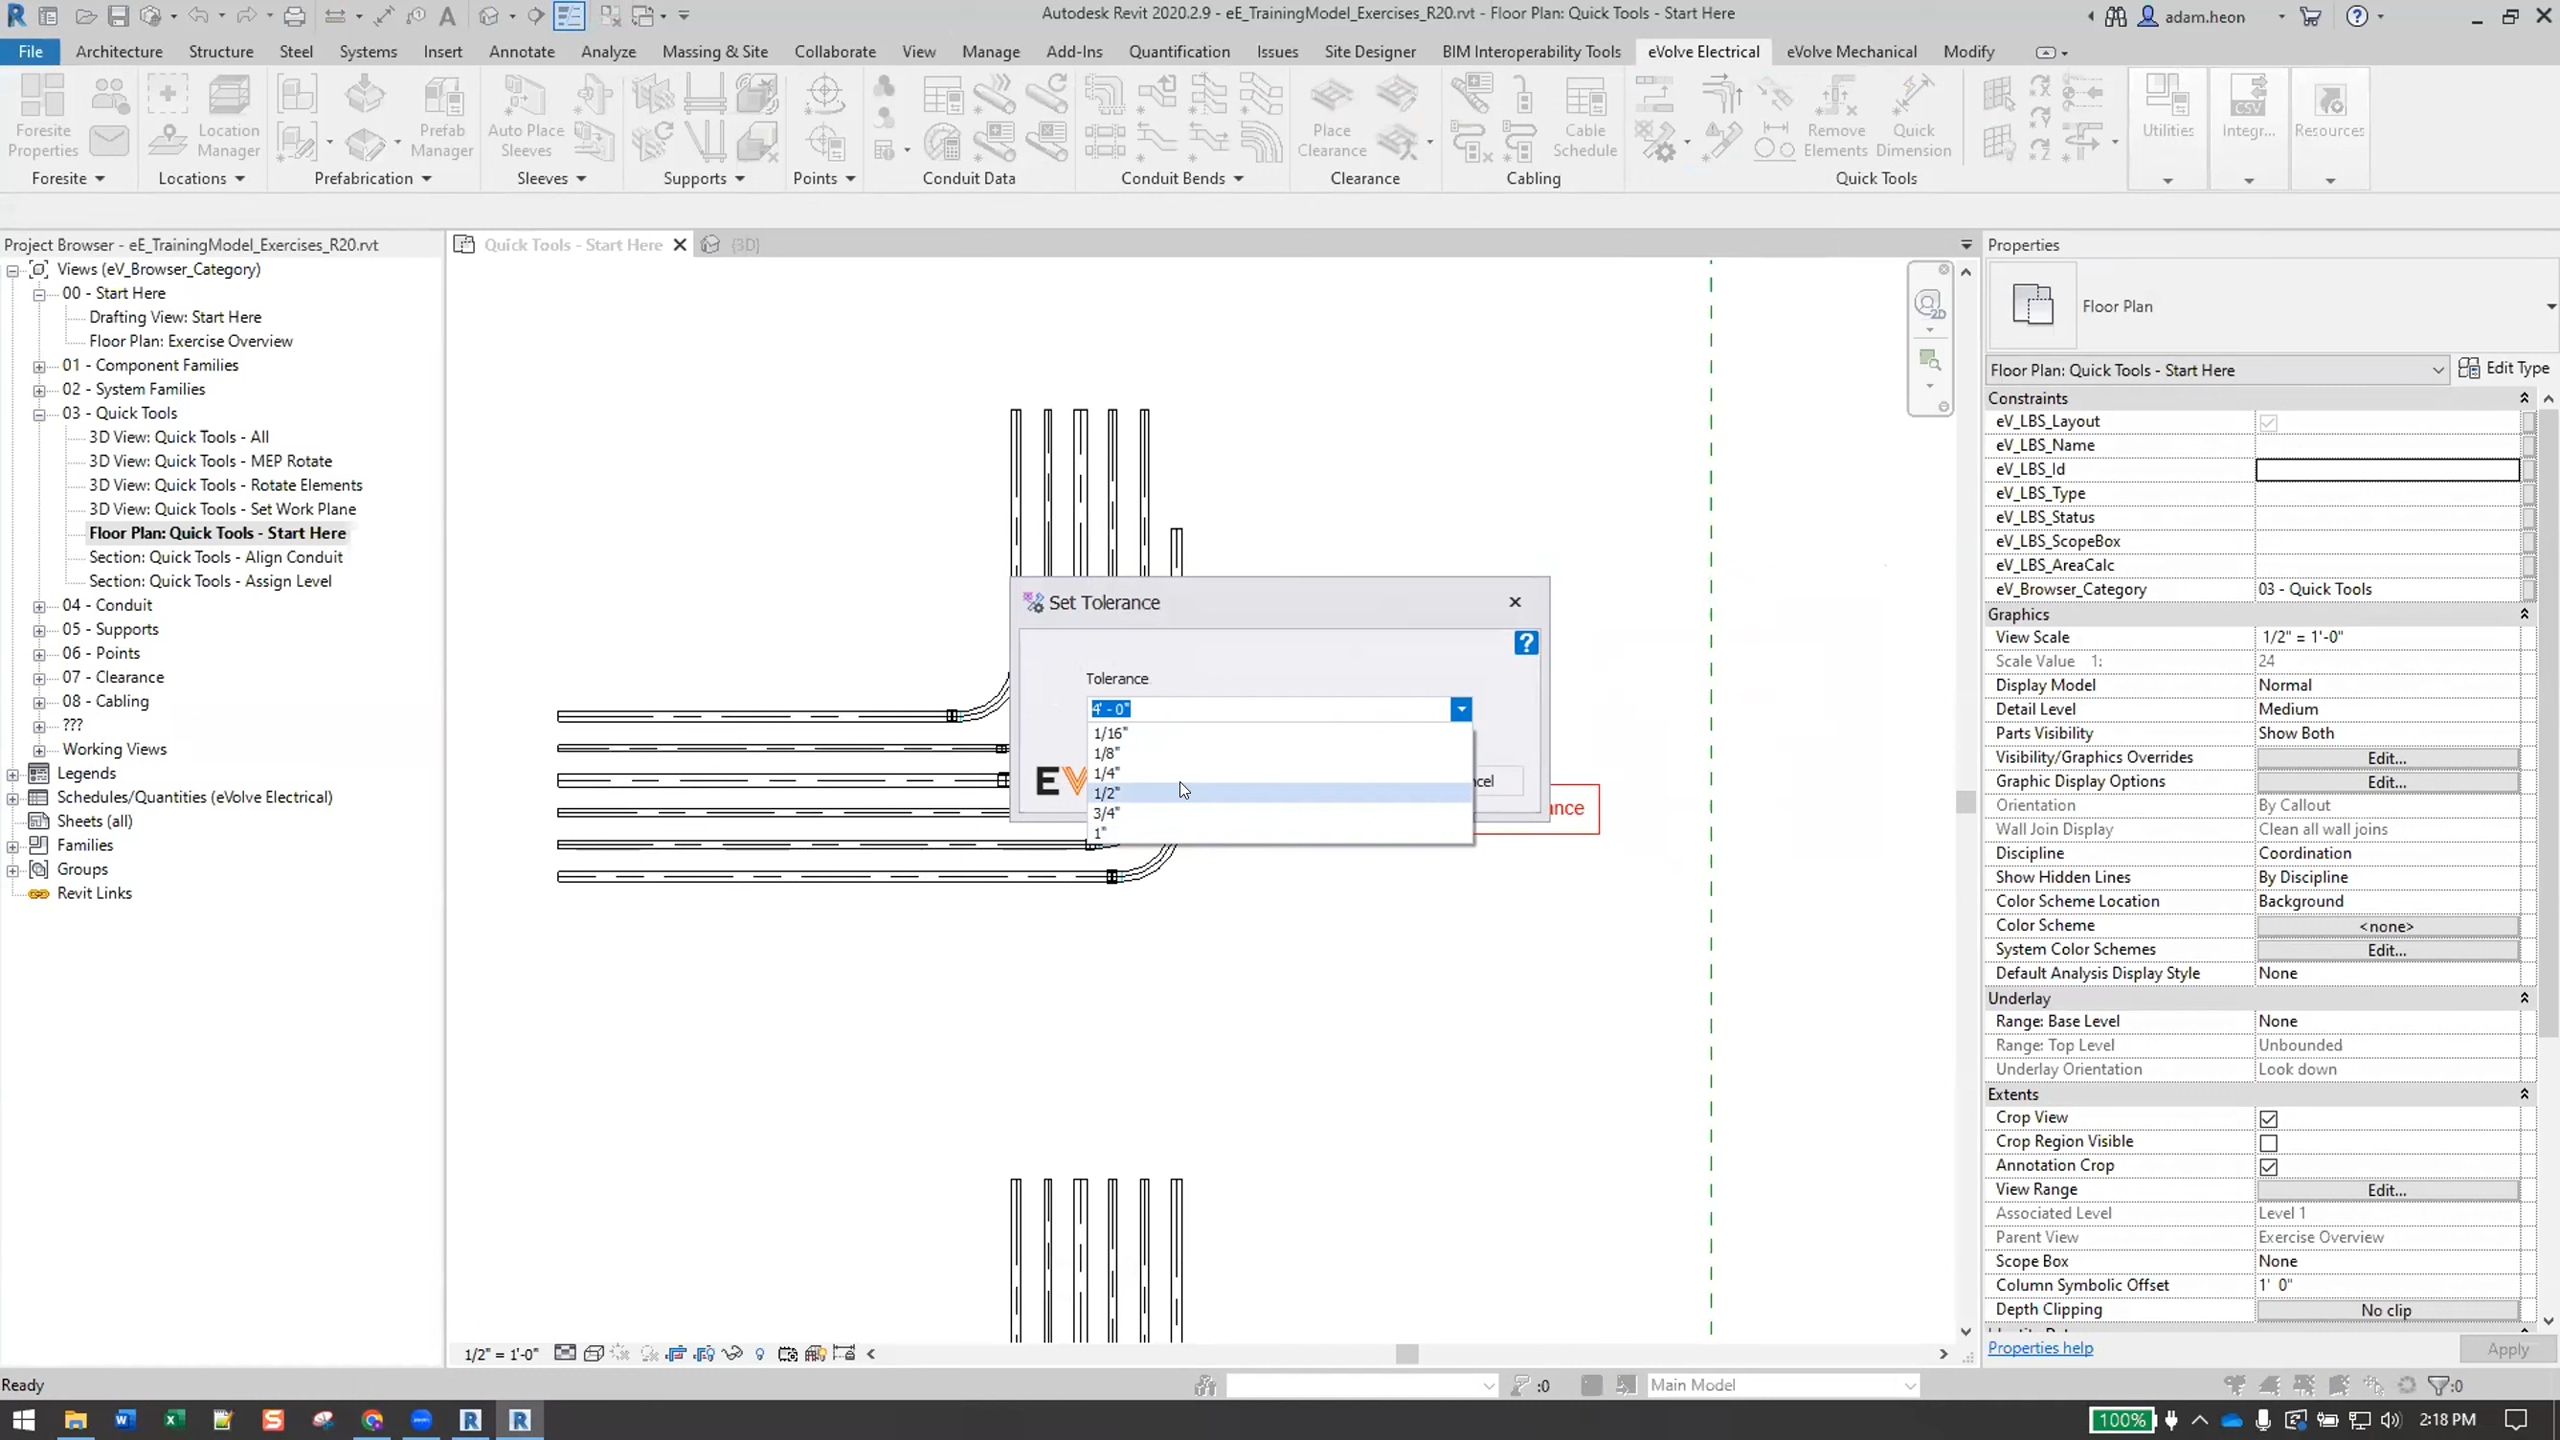 Autodesk Revit 2020.2.9 - eE_TrainingModel_Exercises_R20.rvt - Floor Plan: Quick Tools - Start Here
adam.heon
File Architecture Structure Steel Systems Insert Annotate Analyze Massing & Site Collaborate View Manage Add-Ins Quantification Issues Site Designer BIM Interoperability Tools eVolve Electrical eVolve Mechanical Modify
Foresite Properties
Location Manager
Prefab Manager
Auto Place Sleeves
Place Clearance
Cable Schedule
Remove Elements
Quick Dimension
Utilities
CSV
Integr...
Resources
Foresite Locations Prefabrication Sleeves Supports Points Conduit Data Conduit Bends Clearance Cabling Quick Tools
Project Browser - eE_TrainingModel_Exercises_R20.rvt
Views (eV_Browser_Category)
00 - Start Here
Drafting View: Start Here
Floor Plan: Exercise Overview
01 - Component Families
02 - System Families
03 - Quick Tools
3D View: Quick Tools - All
3D View: Quick Tools - MEP Rotate
3D View: Quick Tools - Rotate Elements
3D View: Quick Tools - Set Work Plane
Floor Plan: Quick Tools - Start Here
Section: Quick Tools - Align Conduit
Section: Quick Tools - Assign Level
04 - Conduit
05 - Supports
06 - Points
07 - Clearance
08 - Cabling
???
Working Views
Legends
Schedules/Quantities (eVolve Electrical)
Sheets (all)
Families
Groups
Revit Links
Quick Tools - Start Here
{3D}
2D
Set Tolerance
?
Tolerance
4' - 0"
1/16"
1/8"
1/4"
1/2"
3/4"
1"
EV
ncel
ance
Properties
Floor Plan
Floor Plan: Quick Tools - Start Here Edit Type
Constraints
eV_LBS_Layout
eV_LBS_Name
eV_LBS_Id
eV_LBS_Type
eV_LBS_Status
eV_LBS_ScopeBox
eV_LBS_AreaCalc
eV_Browser_Category 03 - Quick Tools
Graphics
View Scale 1/2" = 1'-0"
Scale Value 1: 24
Display Model Normal
Detail Level Medium
Parts Visibility Show Both
Visibility/Graphics Overrides Edit...
Graphic Display Options Edit...
Orientation By Callout
Wall Join Display Clean all wall joins
Discipline Coordination
Show Hidden Lines By Discipline
Color Scheme Location Background
Color Scheme <none>
System Color Schemes Edit...
Default Analysis Display Style None
Underlay
Range: Base Level None
Range: Top Level Unbounded
Underlay Orientation Look down
Extents
Crop View
Crop Region Visible
Annotation Crop
View Range Edit...
Associated Level Level 1
Parent View Exercise Overview
Scope Box None
Column Symbolic Offset 1' 0"
Depth Clipping No clip
Properties help Apply
1/2" = 1'-0"
Ready
:0
Main Model
:0
100%
2:18 PM